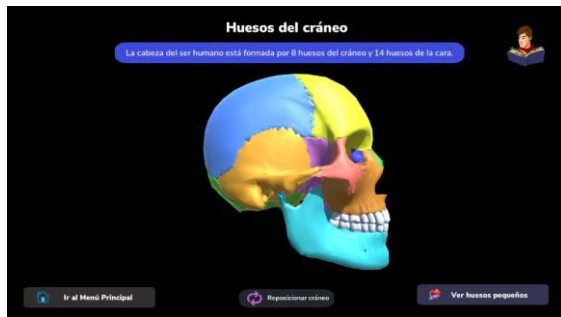 Huesos del cráneo
La cabeza del ser humano está formada por 8 huesos del cráneo y 14 huesos de la cara.
Ir al Menú Principal
Reposicionar cráneo
Ver huesos pequeños